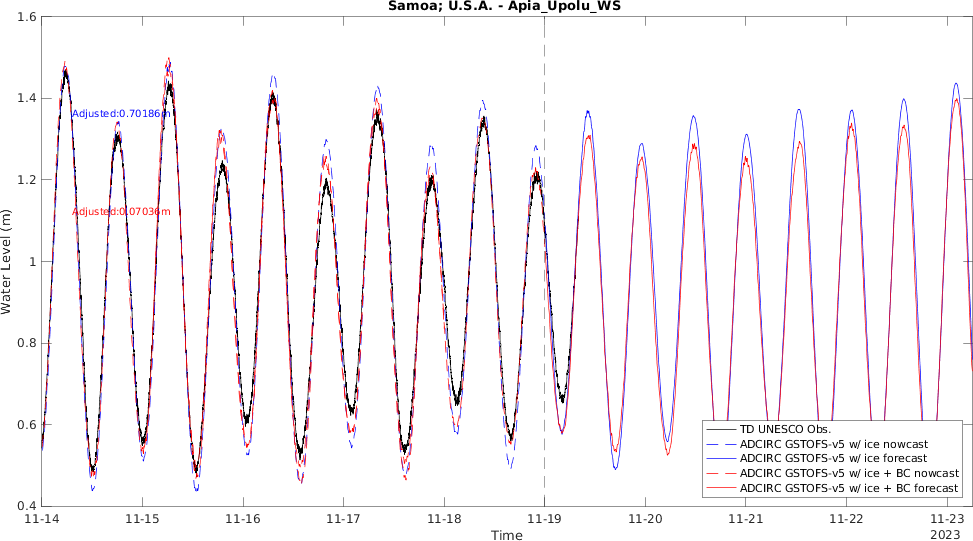 Samoa; U.S.A. - Apia_Upolu_WS
1.6
1.4
1.2
1
0.8
0.6
0.4
Water Level (m)
Adjusted:0.70186m
Adjusted:0.07036m
TD UNESCO Obs.
ADCIRC GSTOFS-v5 w/ ice nowcast
ADCIRC GSTOFS-v5 w/ ice forecast
ADCIRC GSTOFS-v5 w/ ice + BC nowcast
ADCIRC GSTOFS-v5 w/ ice + BC forecast
11-14 11-15 11-16 11-17 11-18 11-19 11-20 11-21 11-22 11-23
2023
Time